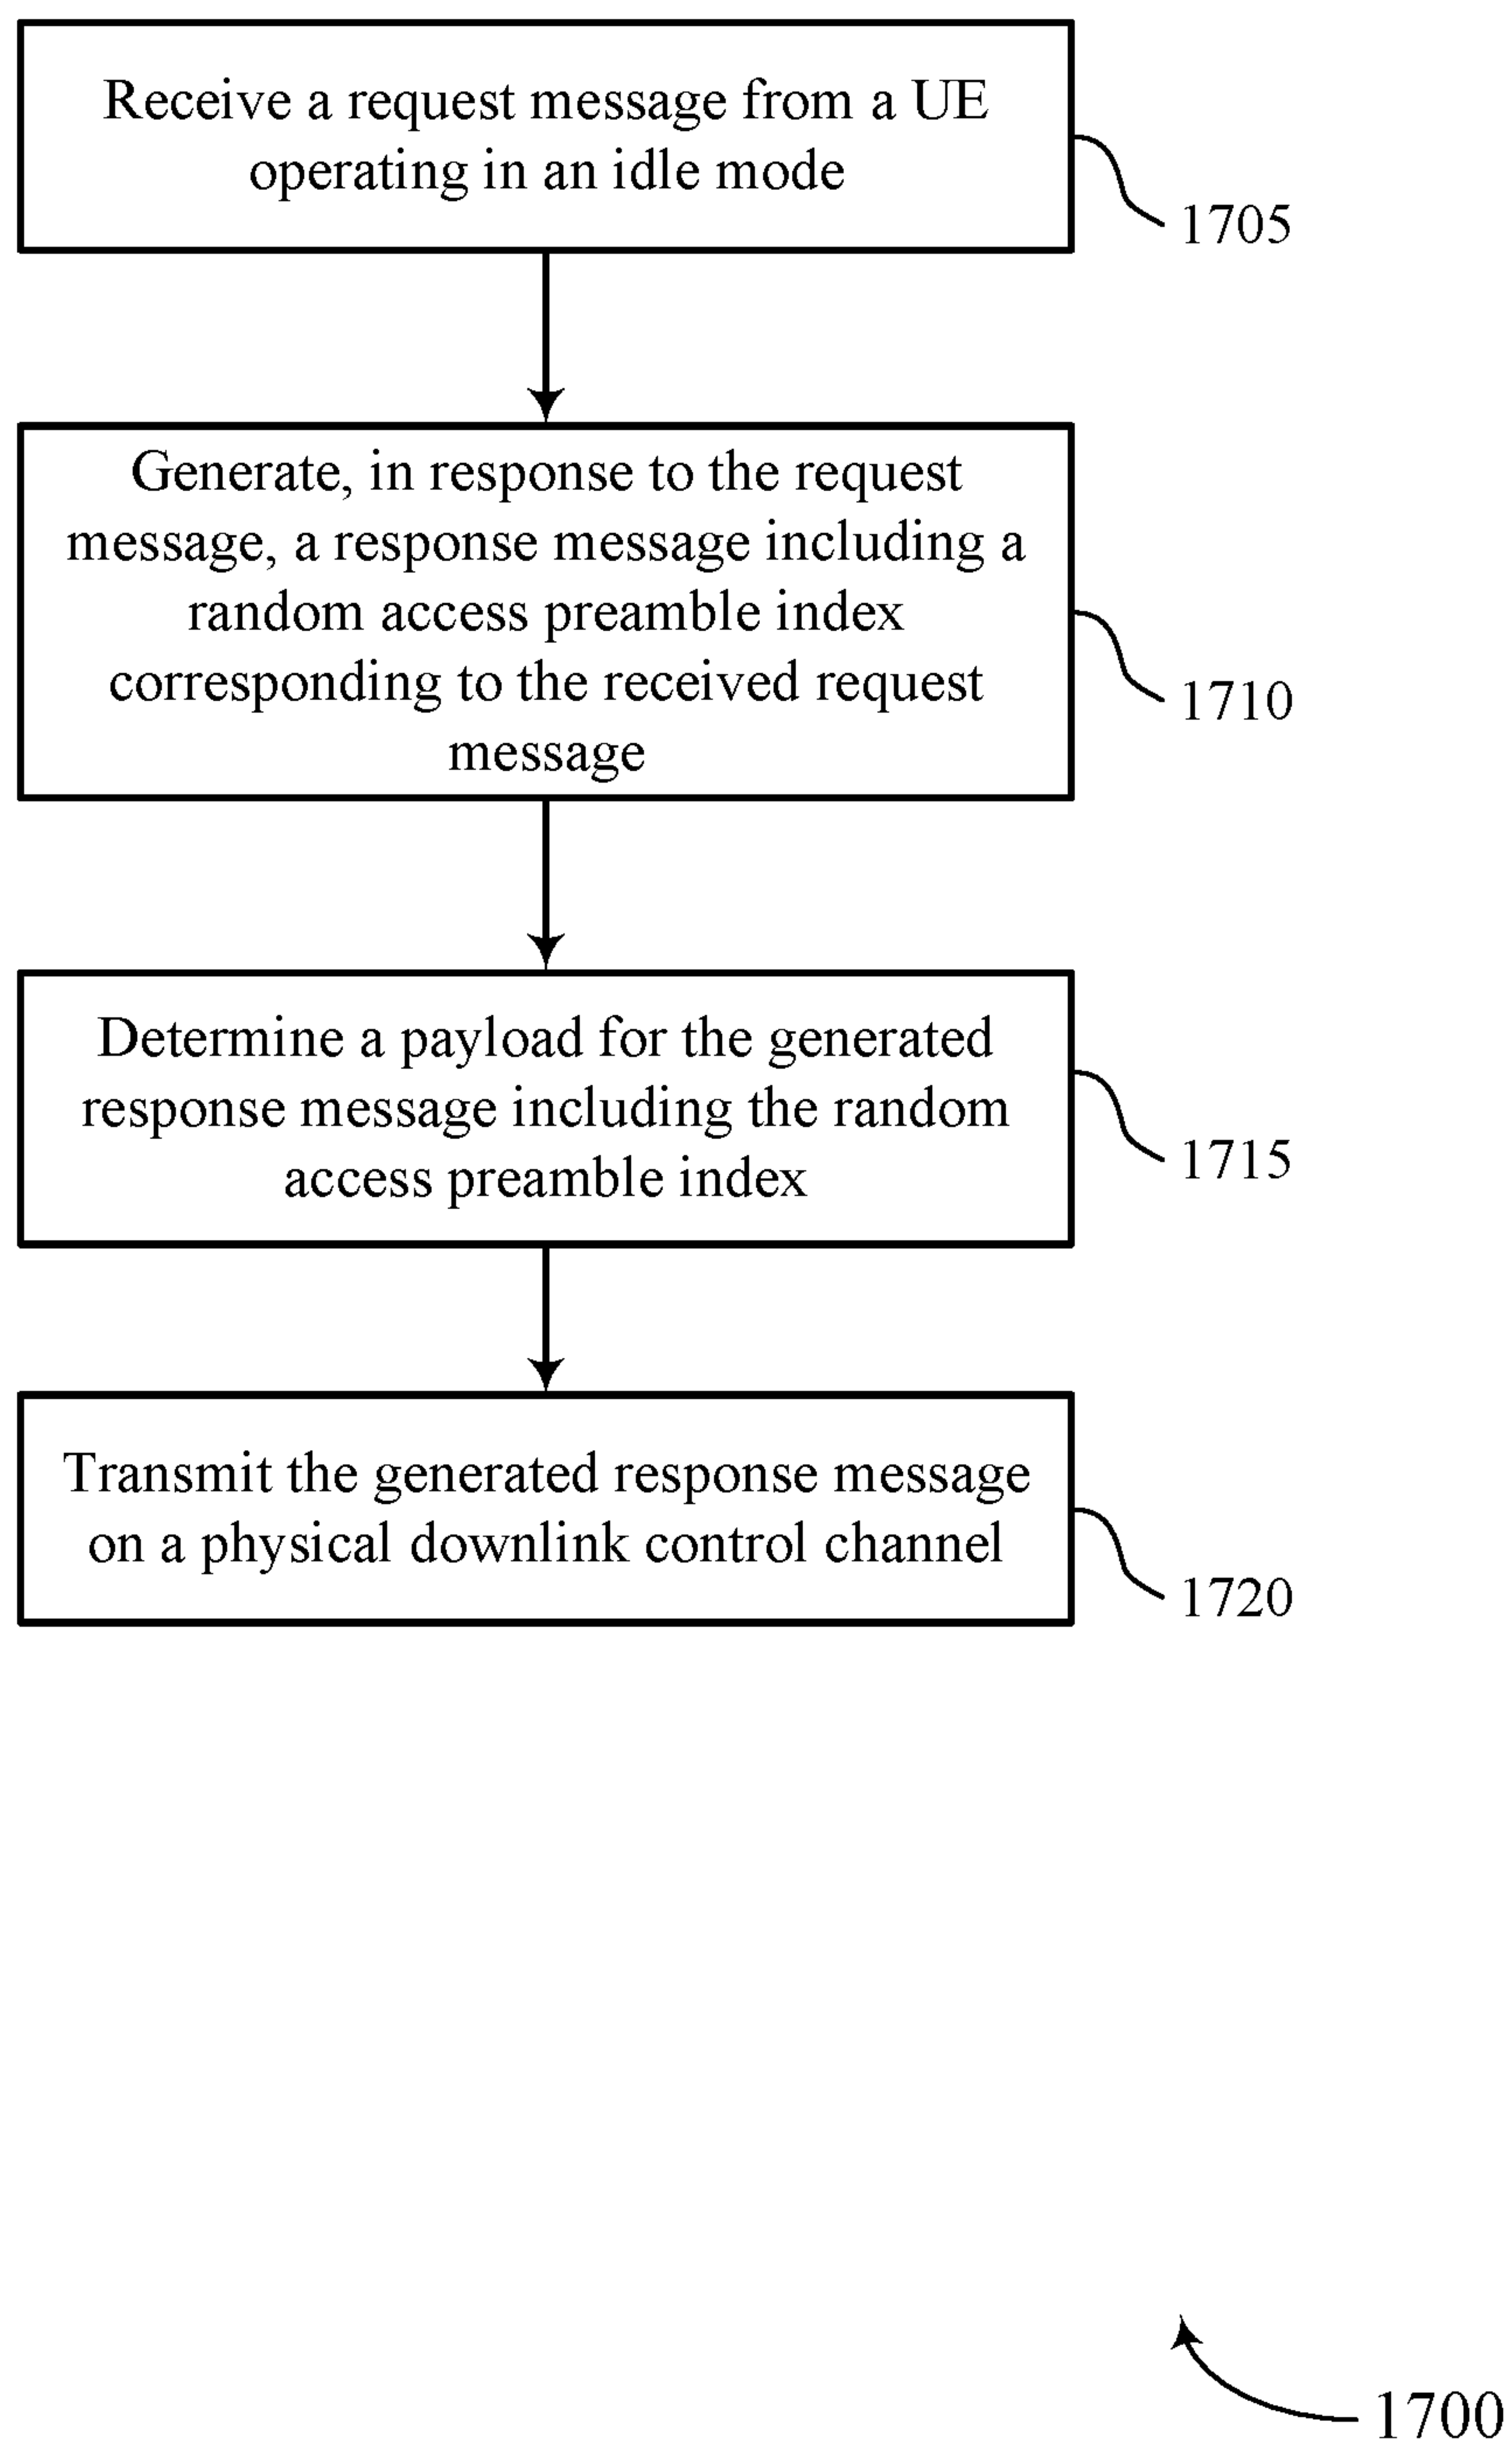 Receive a request message from a UE
operating in an idle mode
1705
Generate, in response to the request
message, a response message including a
random access preamble index
corresponding to the received request
message
1710
Determine a payload for the generated
response message including the random
access preamble index
1715
Transmit the generated response message
on a physical downlink control channel
1720
1700